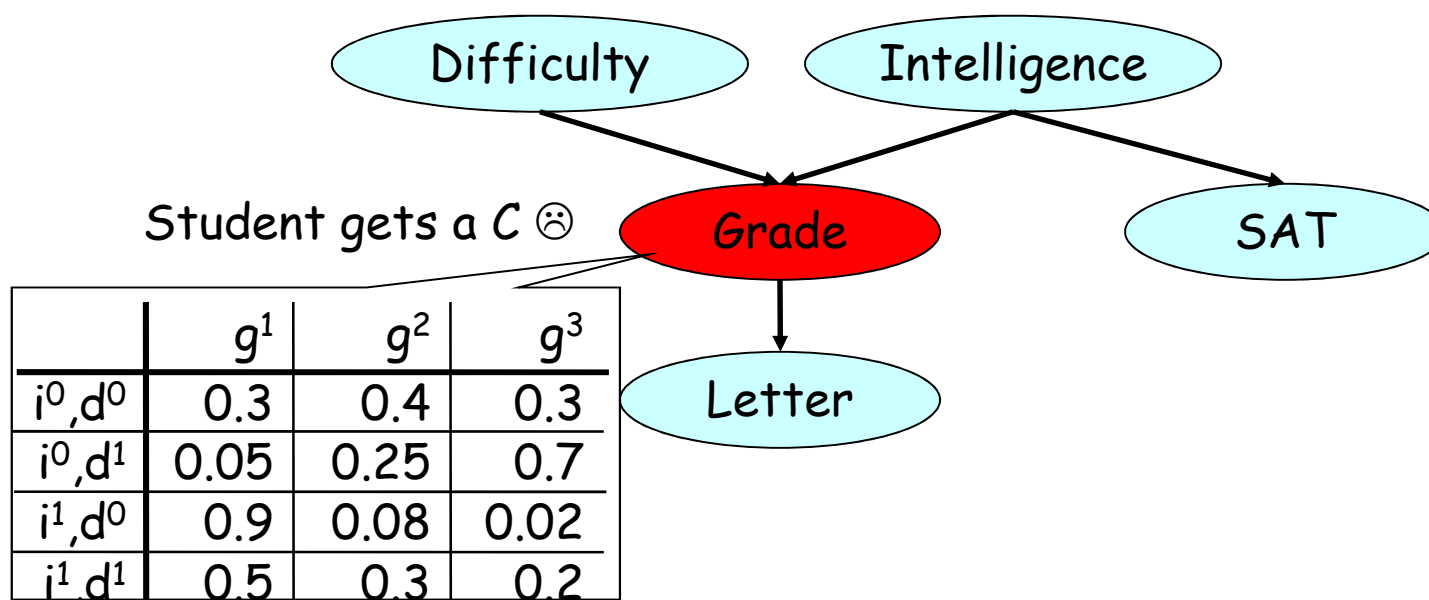 Difficulty Intelligence
Student gets a C ☹ Grade SAT
g¹ g² g³
i⁰,d⁰ 0.3 0.4 0.3 Letter
i⁰,d¹ 0.05 0.25 0.7
i¹,d⁰ 0.9 0.08 0.02
i¹,d¹ 0.5 0.3 0.2